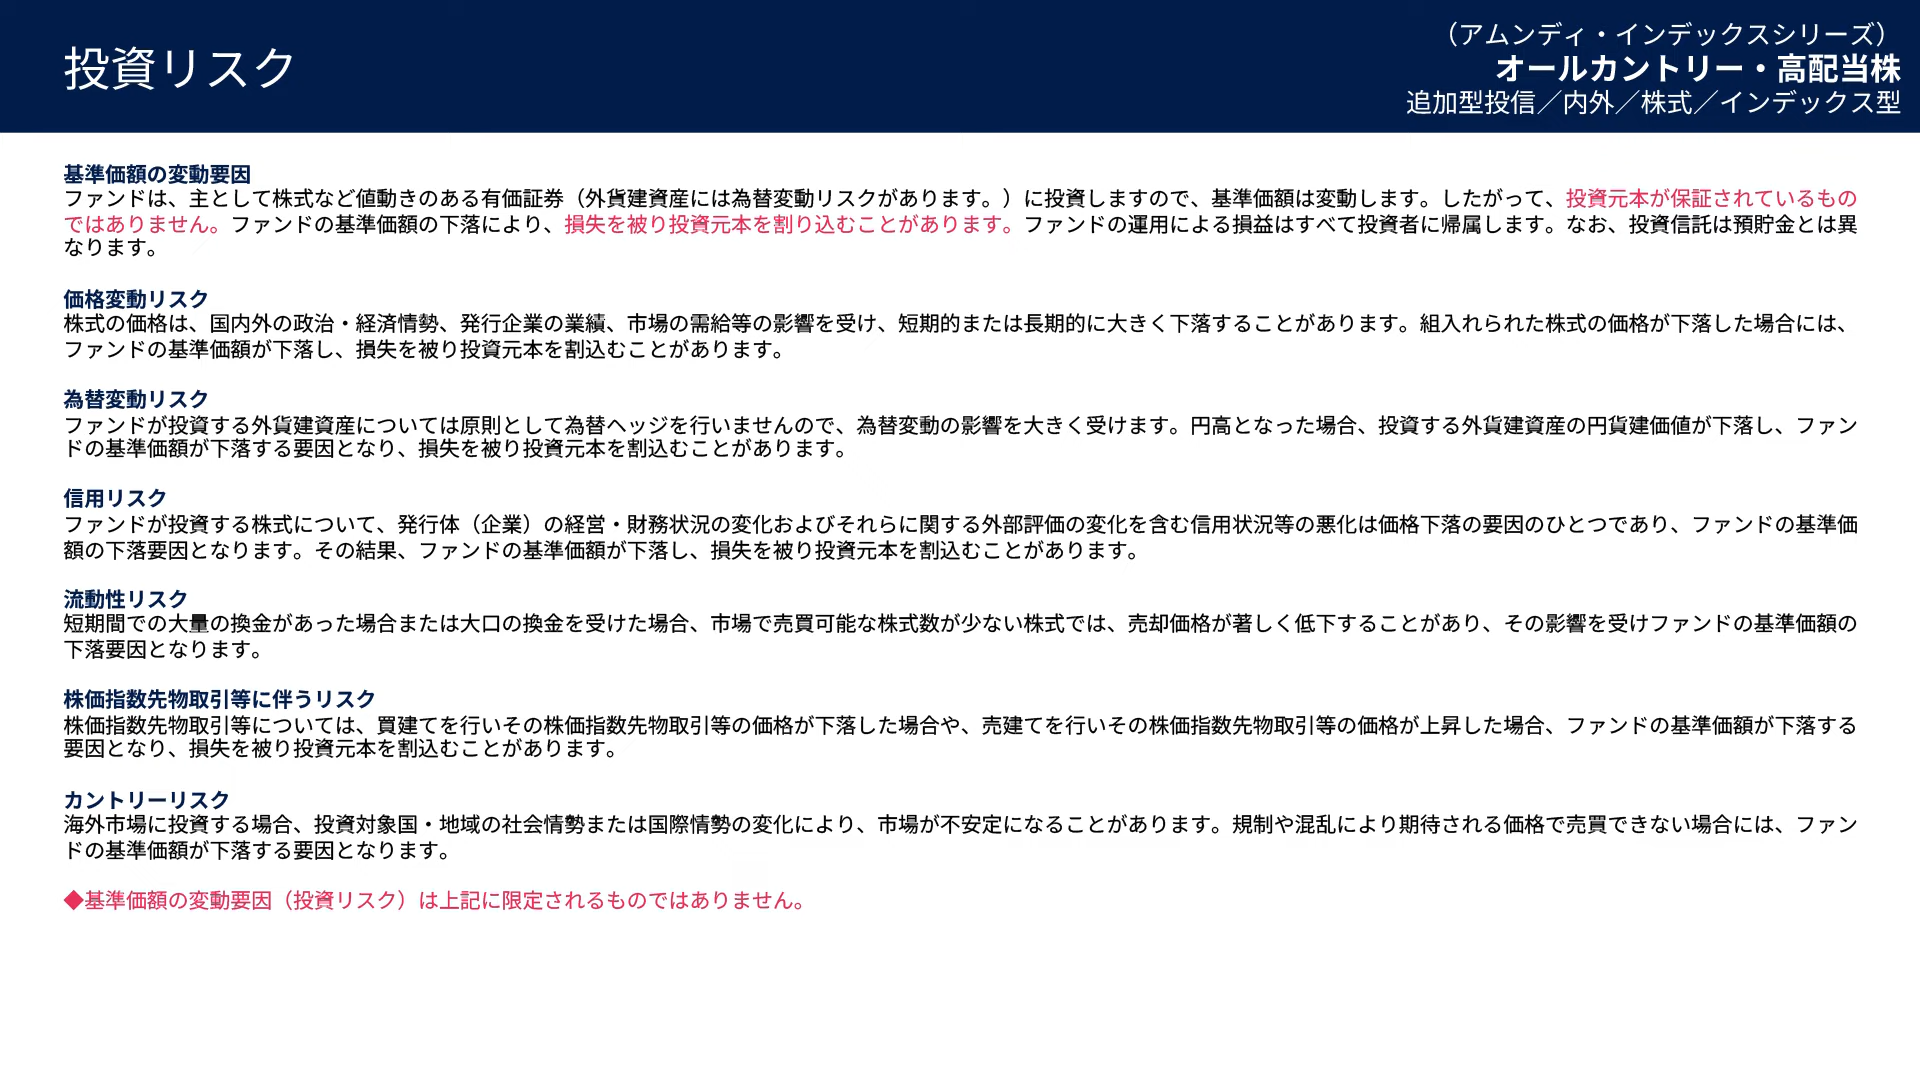 投資リスク
（アムンディ・インデックスシリーズ）
オールカントリー・高配当株
追加型投信／内外／株式／インデックス型
基準価額の変動要因
ファンドは、主として株式など値動きのある有価証券（外貨建資産には為替変動リスクがあります。）に投資しますので、基準価額は変動します。したがって、投資元本が保証されているもの
ではありません。ファンドの基準価額の下落により、損失を被り投資元本を割り込むことがあります。ファンドの運用による損益はすべて投資者に帰属します。なお、投資信託は預貯金とは異
なります。
価格変動リスク
株式の価格は、国内外の政治・経済情勢、発行企業の業績、市場の需給等の影響を受け、短期的または長期的に大きく下落することがあります。組入れられた株式の価格が下落した場合には、
ファンドの基準価額が下落し、損失を被り投資元本を割込むことがあります。
為替変動リスク
ファンドが投資する外貨建資産については原則として為替ヘッジを行いませんので、為替変動の影響を大きく受けます。円高となった場合、投資する外貨建資産の円貨建価値が下落し、ファン
ドの基準価額が下落する要因となり、損失を被り投資元本を割込むことがあります。
信用リスク
ファンドが投資する株式について、発行体（企業）の経営・財務状況の変化およびそれらに関する外部評価の変化を含む信用状況等の悪化は価格下落の要因のひとつであり、ファンドの基準価
額の下落要因となります。その結果、ファンドの基準価額が下落し、損失を被り投資元本を割込むことがあります。
流動性リスク
短期間での大量の換金があった場合または大口の換金を受けた場合、市場で売買可能な株式数が少ない株式では、売却価格が著しく低下することがあり、その影響を受けファンドの基準価額の
下落要因となります。
株価指数先物取引等に伴うリスク
株価指数先物取引等については、買建てを行いその株価指数先物取引等の価格が下落した場合や、売建てを行いその株価指数先物取引等の価格が上昇した場合、ファンドの基準価額が下落する
要因となり、損失を被り投資元本を割込むことがあります。
カントリーリスク
海外市場に投資する場合、投資対象国・地域の社会情勢または国際情勢の変化により、市場が不安定になることがあります。規制や混乱により期待される価格で売買できない場合には、ファン
ドの基準価額が下落する要因となります。
◆基準価額の変動要因（投資リスク）は上記に限定されるものではありません。